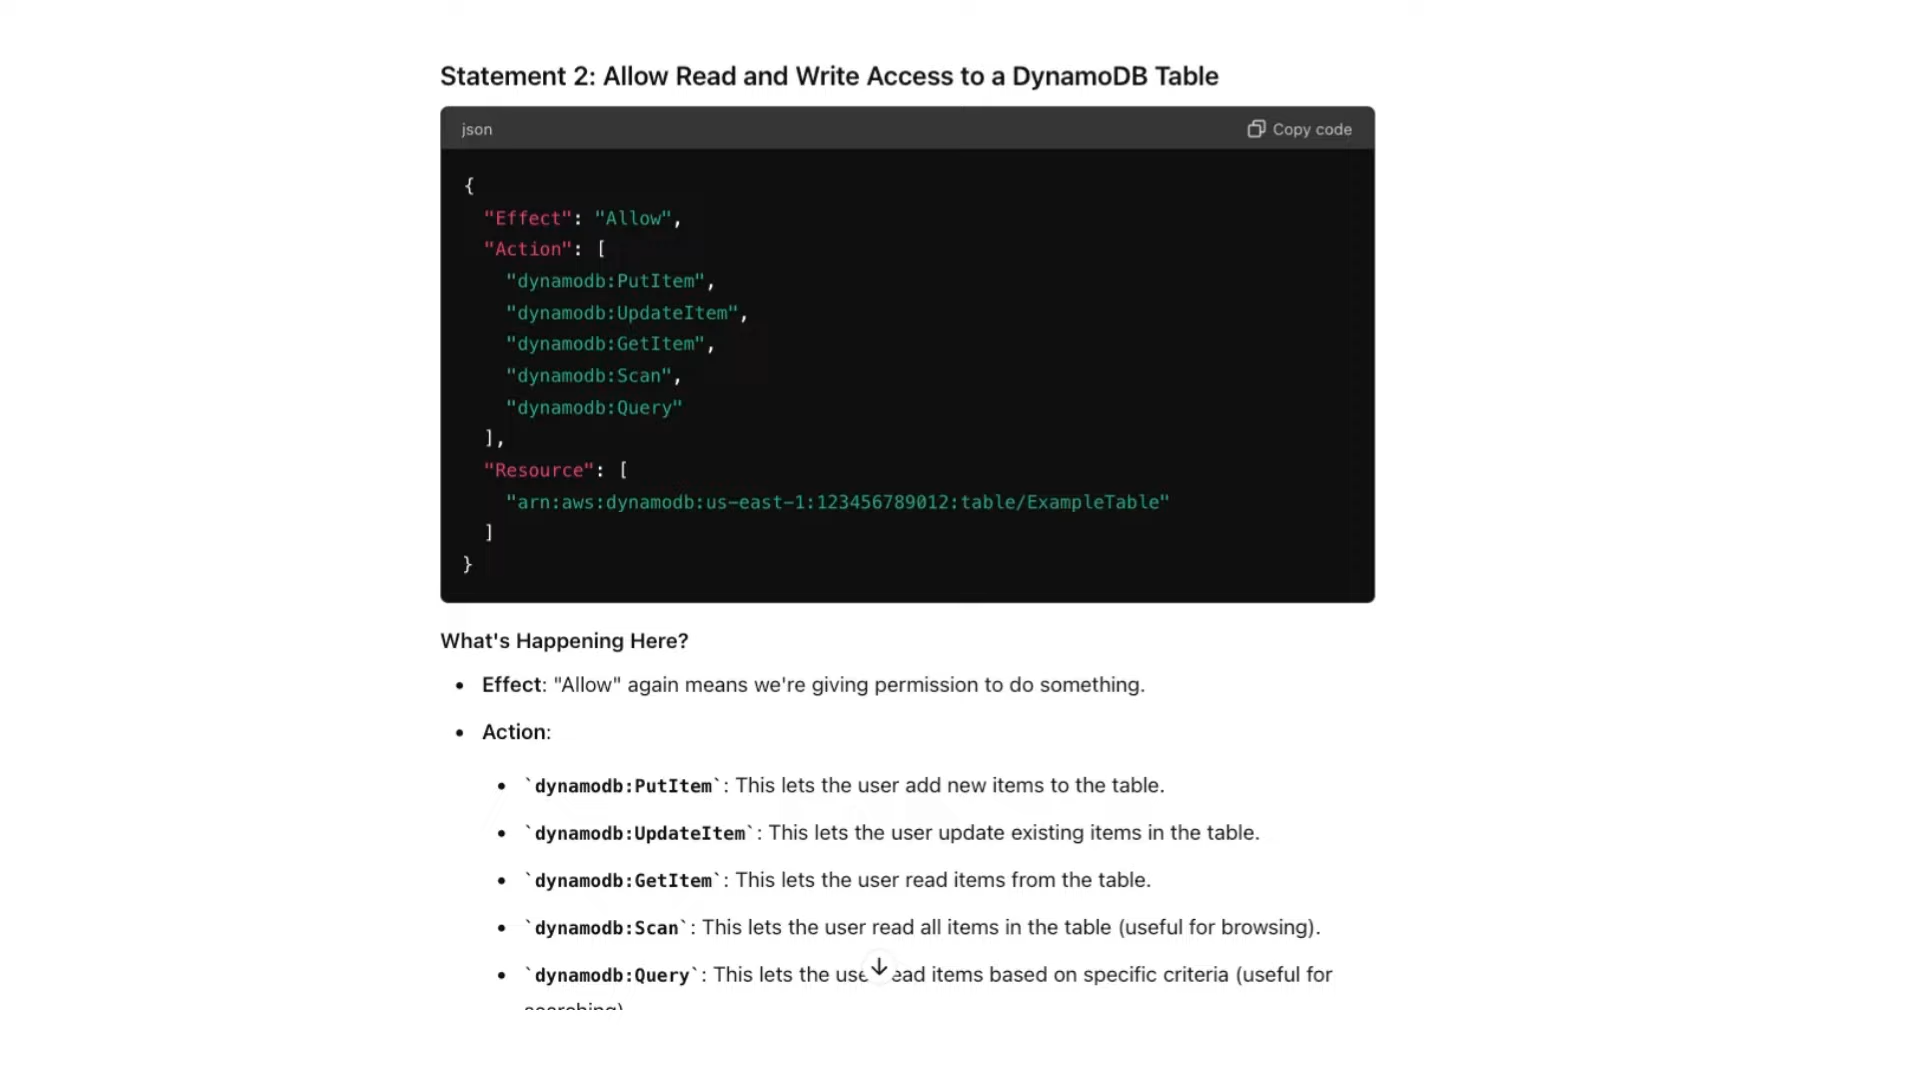 Statement 2: Allow Read and Write Access to a DynamoDB Table
json
Copy code
{
"Effect": "Allow",
"Action": [
"dynamodb:PutItem",
"dynamodb:UpdateItem",
"dynamodb:GetItem",
"dynamodb:Scan",
"dynamodb:Query"
],
"Resource": [
"arn:aws:dynamodb:us-east-1:123456789012:table/ExampleTable"
]
}
What's Happening Here?
• Effect: "Allow" again means we're giving permission to do something.
• Action:
• `dynamodb:PutItem`: This lets the user add new items to the table.
• `dynamodb:UpdateItem`: This lets the user update existing items in the table.
• `dynamodb:GetItem`: This lets the user read items from the table.
• `dynamodb:Scan`: This lets the user read all items in the table (useful for browsing).
• `dynamodb:Query`: This lets the items based on specific criteria (useful for